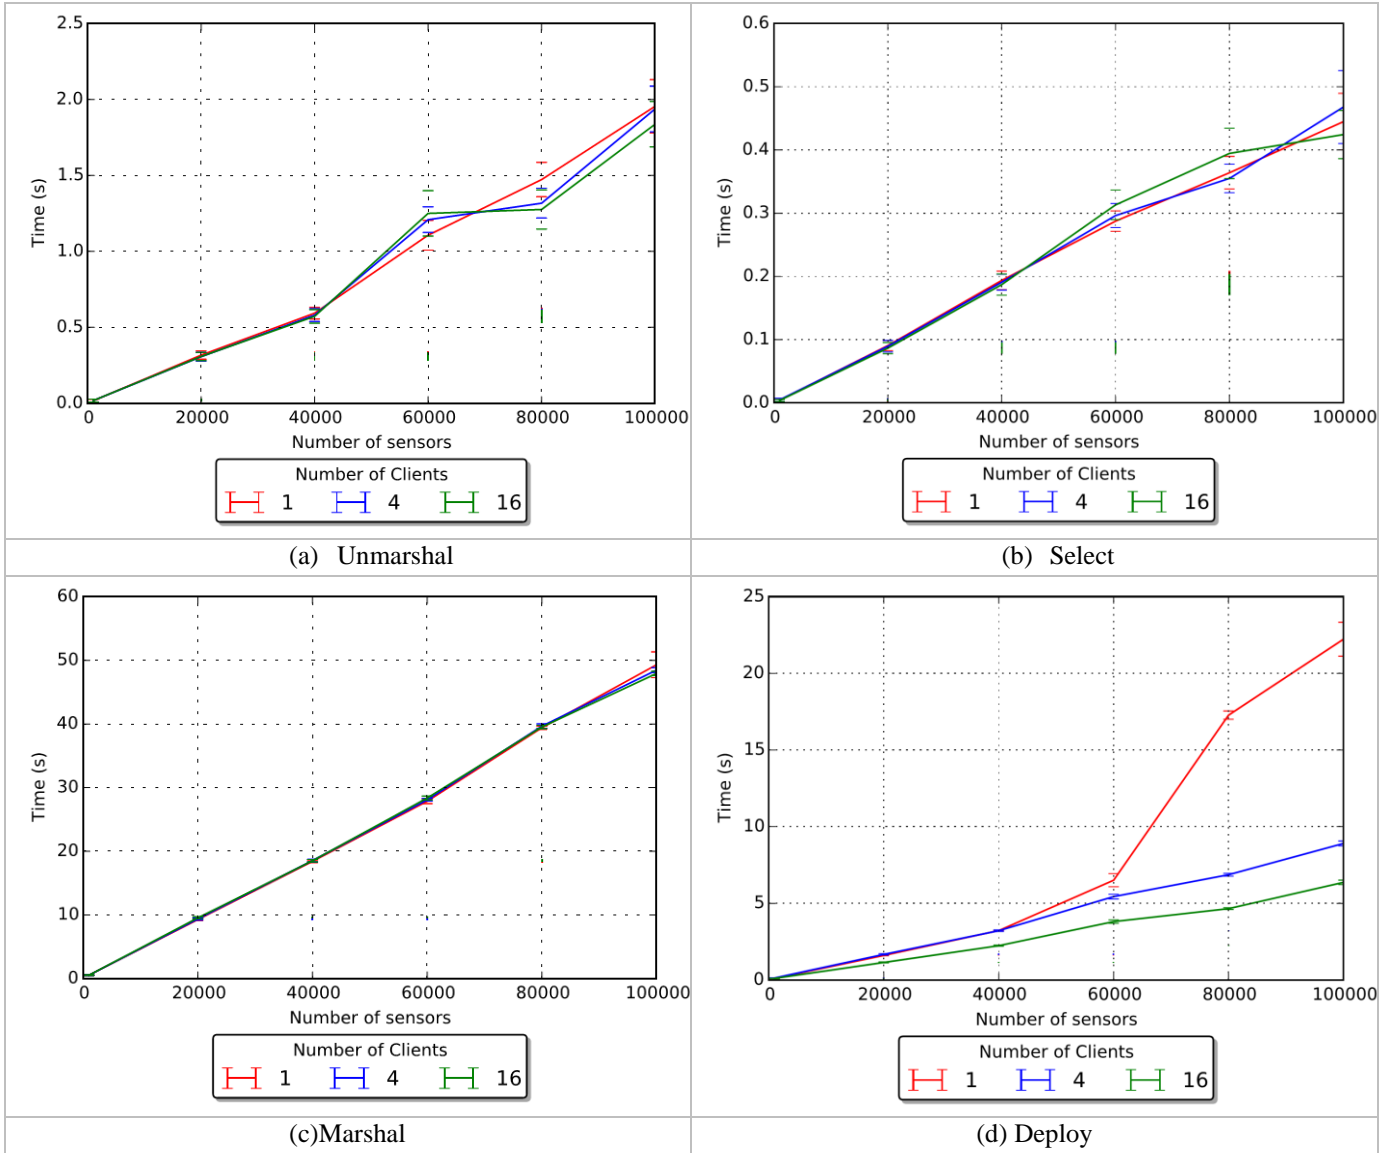 2.5
2.0
1.5
1.0
0.5
0.0
Time (s)
0 20000 40000 60000 80000 100000
Number of sensors
Number of Clients
1 4 16
(a) Unmarshal
0.6
0.5
0.4
0.3
0.2
0.1
0.0
Time (s)
0 20000 40000 60000 80000 100000
Number of sensors
Number of Clients
1 4 16
(b) Select
60
50
40
30
20
10
0
Time (s)
0 20000 40000 60000 80000 100000
Number of sensors
Number of Clients
1 4 16
(c)Marshal
25
20
15
10
5
0
Time (s)
0 20000 40000 60000 80000 100000
Number of sensors
Number of Clients
1 4 16
(d) Deploy